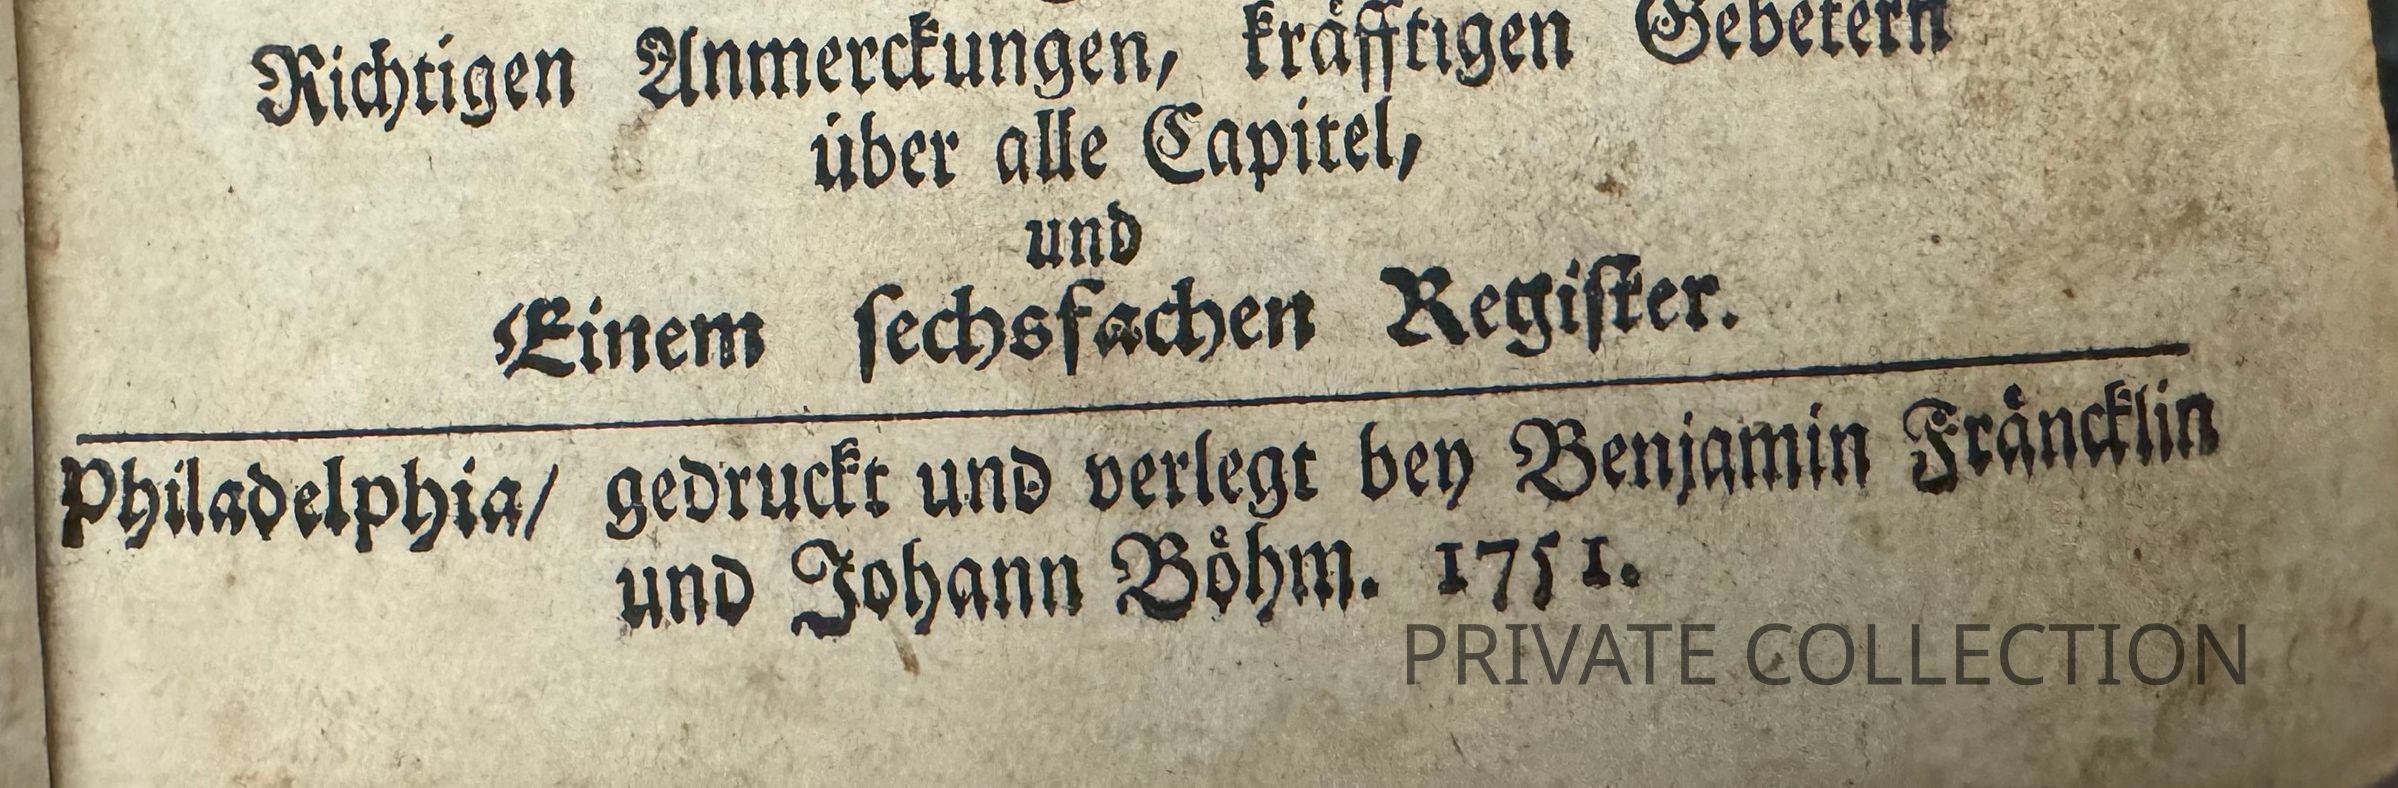 Richtigen Anmerckungen, kräfftigen Gebetern
über alle Capitel,
und
Einem sechsfachen Register.
Philadelphia/ gedruckt und verlegt bey Benjamin Fräncklin
und Johann Böhm. 1751.
PRIVATE COLLECTION